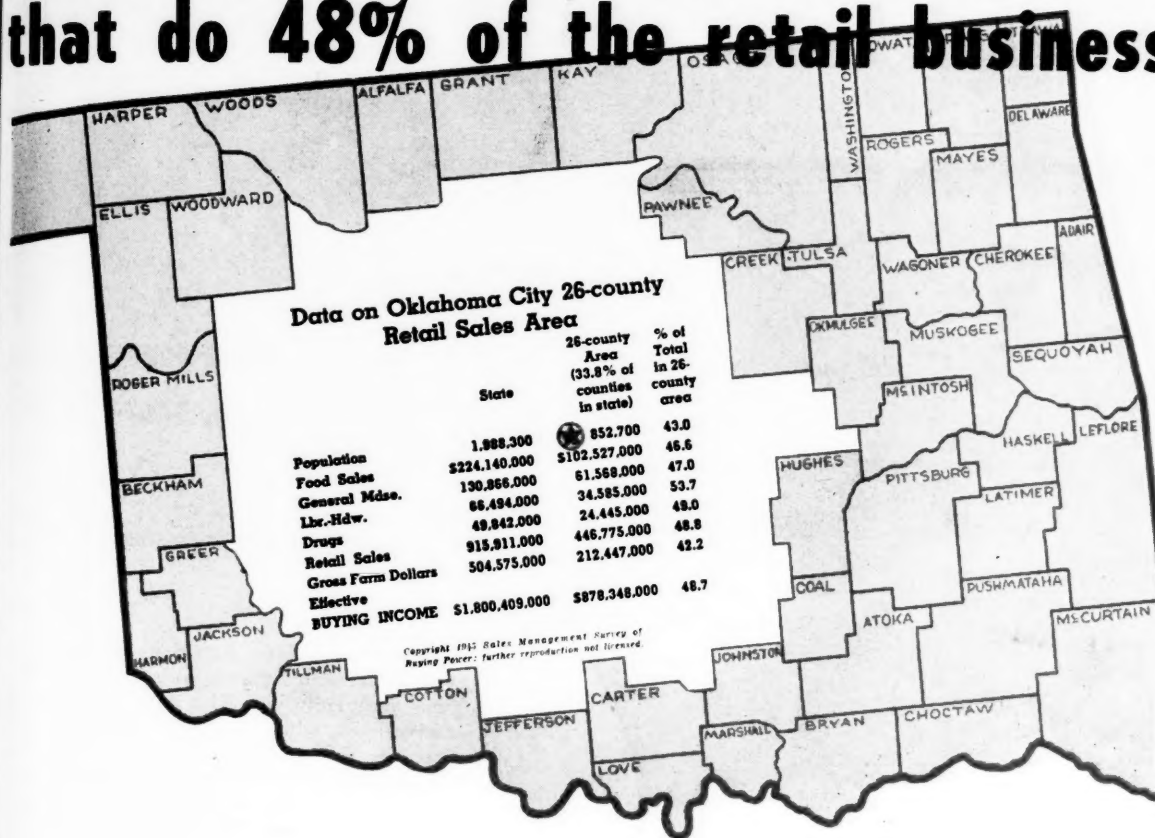 that do 48% of the retail business
HARPER WOODS ALFALFA GRANT KAY OSAG WASHINGTON OWAT
DELAWARE
ROGERS
MAYES
ELLIS WOODWARD
PAWNEE
ADAIR
CREEK TULSA
WAGONER CHEROKEE
Data on Oklahoma City 26-county
Retail Sales Area
OKMULGEE
MUSKOGEE
SEQUOYAH
ROGER MILLS
McINTOSH
State
26-county
Area
(33.8% of
counties
in state)
% of
Total
in 26-
county
area
Population 1,988,300 852,700 43.0
Food Sales $224,140,000 $102,527,000 46.6
General Mdse. 130,866,000 61,568,000 47.0
Lbr.-Hdw. 66,494,000 34,585,000 53.7
Drugs 49,842,000 24,445,000 49.0
Retail Sales 915,911,000 446,775,000 48.8
Gross Farm Dollars 504,575,000 212,447,000 42.2
Effective
BUYING INCOME $1,800,409,000 $878,348,000 48.7
Copyright 1945 Sales Management Survey of
Buying Power; further reproduction not licensed.
HASKELL LEFLORE
HUGHES
PITTSBURG
LATIMER
BECKHAM
GREER
COAL
PUSHMATAHA
ATOKA
McCURTAIN
JACKSON
HARMON
TILLMAN
COTTON
JEFFERSON
CARTER
JOHNSTON
MARSHALL
BRYAN
CHOCTAW
LOVE